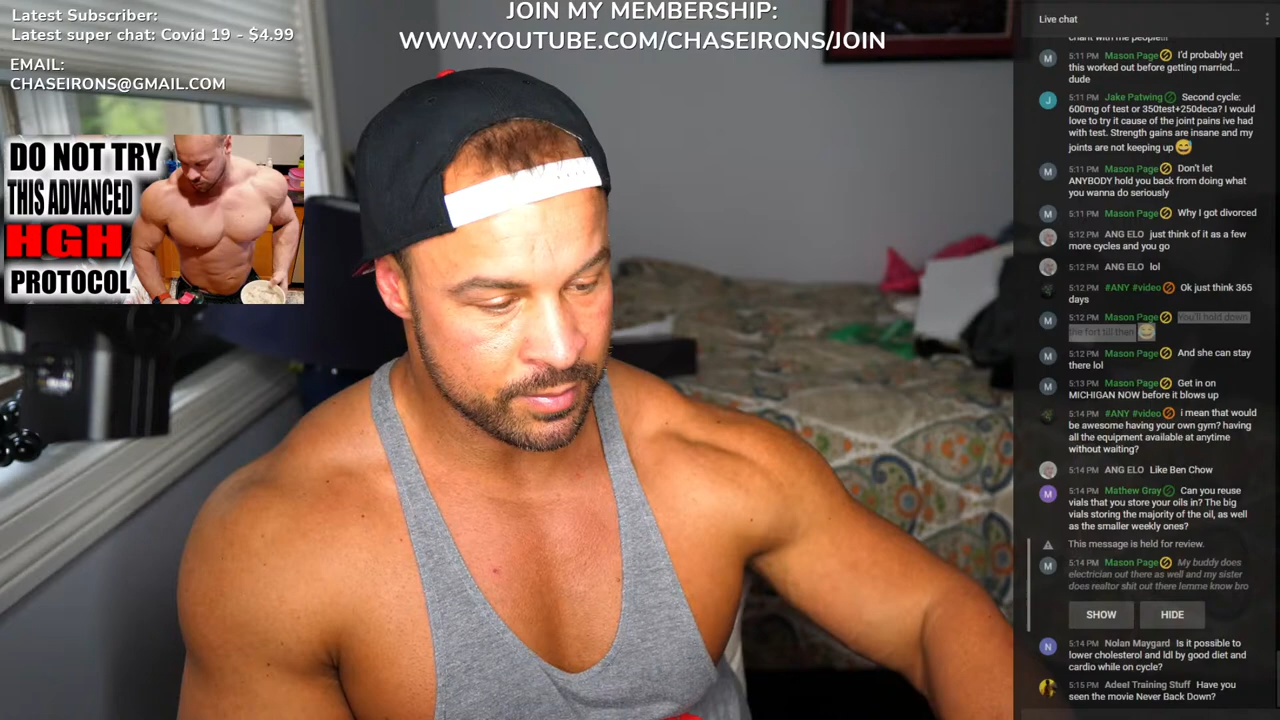 Latest Subscriber:
Latest super chat: Covid 19 - $4.99
EMAIL:
CHASEIRONS@GMAIL.COM
JOIN MY MEMBERSHIP:
WWW.YOUTUBE.COM/CHASEIRONS/JOIN
DO NOT TRY
THIS ADVANCED
HGH
PROTOCOL
Live chat
chant with me people!!!
M 5:11 PM Mason Page I'd probably get
this worked out before getting married...
dude
J 5:11 PM Jake Patwing Second cycle:
600mg of test or 350test+250deca? I would
love to try it cause of the joint pains ive had
with test. Strength gains are insane and my
joints are not keeping up 😅
M 5:11 PM Mason Page Don't let
ANYBODY hold you back from doing what
you wanna do seriously
M 5:11 PM Mason Page Why I got divorced
5:12 PM ANG ELO just think of it as a few
more cycles and you go
5:12 PM ANG ELO lol
5:12 PM #ANY #video Ok just think 365
days
M 5:12 PM Mason Page You'll hold down
the fort till then 😅
M 5:12 PM Mason Page And she can stay
there lol
M 5:13 PM Mason Page Get in on
MICHIGAN NOW before it blows up
5:14 PM #ANY #video i mean that would
be awesome having your own gym? having
all the equipment available at anytime
without waiting?
5:14 PM ANG ELO Like Ben Chow
M 5:14 PM Mathew Gray Can you reuse
vials that you store your oils in? The big
vials storing the majority of the oil, as well
as the smaller weekly ones?
This message is held for review.
M 5:14 PM Mason Page My buddy does
electrician out there as well and my sister
does realtor shit out there lemme know bro
SHOW HIDE
N 5:14 PM Nolan Maygard Is it possible to
lower cholesterol and ldl by good diet and
cardio while on cycle?
5:15 PM Adeel Training Stuff Have you
seen the movie Never Back Down?